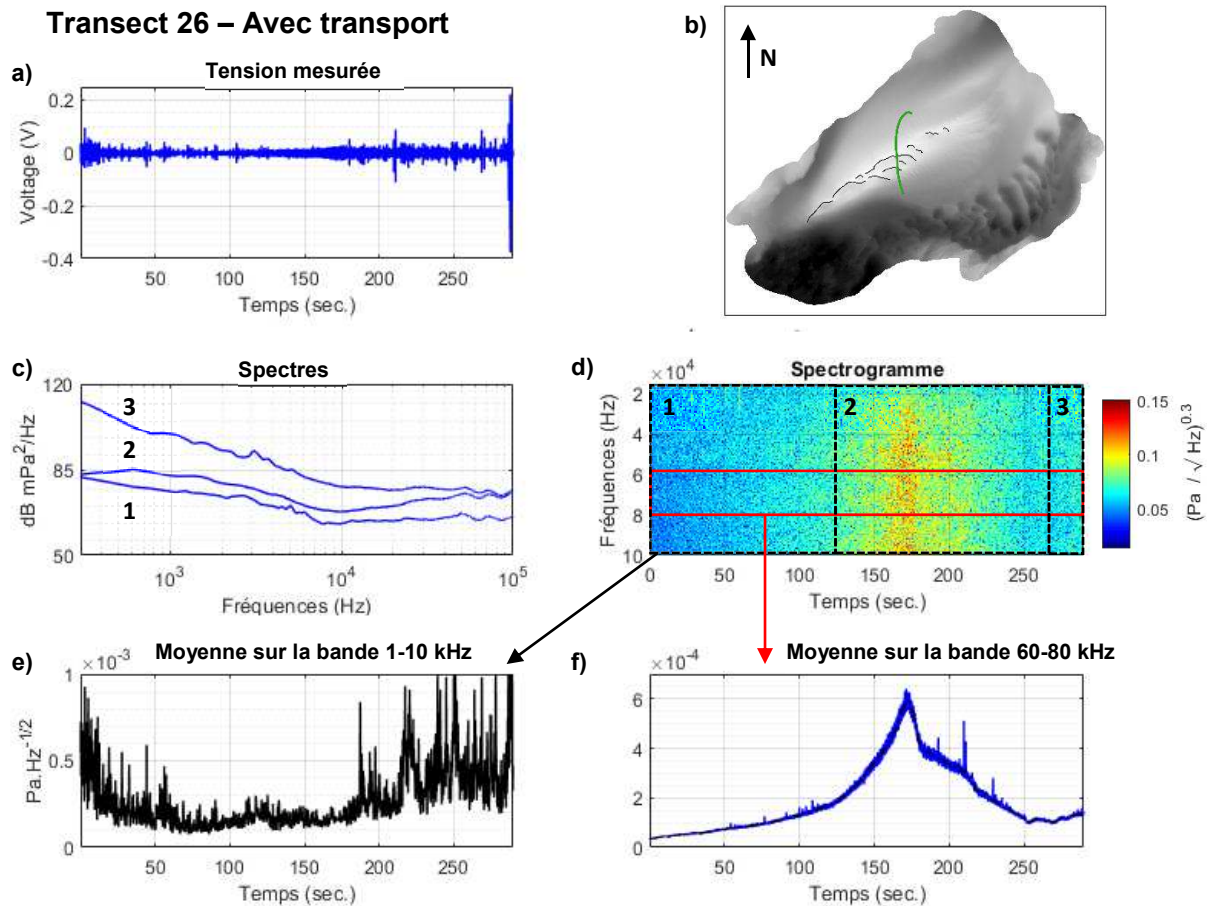 Transect 26 – Avec transport
a)
Tension mesurée
0.2
0
-0.2
-0.4
Voltage (V)
50 100 150 200 250
Temps (sec.)
b)
N
c)
Spectres
120
85
50
dB mPa²/Hz
3
2
1
10³ 10⁴ 10⁵
Fréquences (Hz)
d)
×10⁴
Spectrogramme
2
4
6
8
10
Fréquences (Hz)
1 2 3
0 50 100 150 200 250
Temps (sec.)
0.15
0.1
0.05
(Pa / √ Hz)^0.3
e)
×10⁻³
Moyenne sur la bande 1-10 kHz
1
0.5
0
Pa.Hz⁻¹/²
50 100 150 200 250
Temps (sec.)
f)
×10⁻⁴
Moyenne sur la bande 60-80 kHz
6
4
2
0
50 100 150 200 250
Temps (sec.)